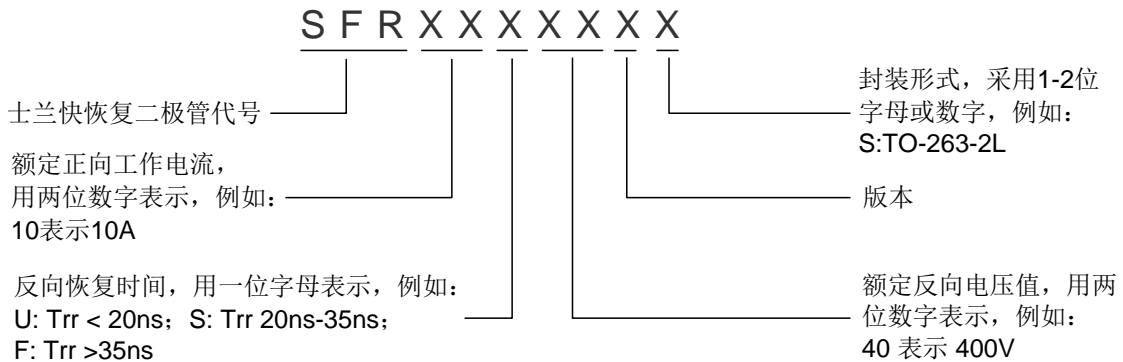 S F R X X X X X X X
士兰快恢复二极管代号
额定正向工作电流，
用两位数字表示，例如：
10表示10A
反向恢复时间，用一位字母表示，例如：
U: Trr < 20ns；S: Trr 20ns-35ns；
F: Trr >35ns
封装形式，采用1-2位
字母或数字，例如：
S:TO-263-2L
版本
额定反向电压值，用两
位数字表示，例如：
40 表示 400V